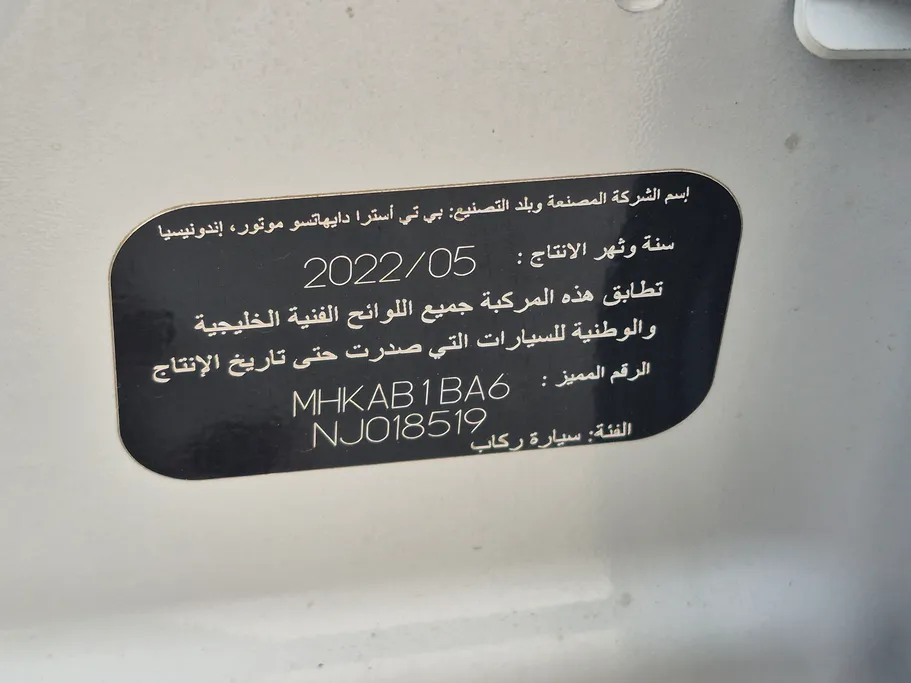 إسم الشركة المصنعة وبلد التصنيع: بي تي أسترا دايهاتسو موتور، إندونيسيا
سنة وثهر الانتاج : 2022/05
تطابق هذه المركبة جميع اللوائح الفنية الخليجية
والوطنية للسيارات التي صدرت حتى تاريخ الإنتاج
الرقم المميز : MHKAB1BA6
NJ018519
الفئة: سيارة ركاب